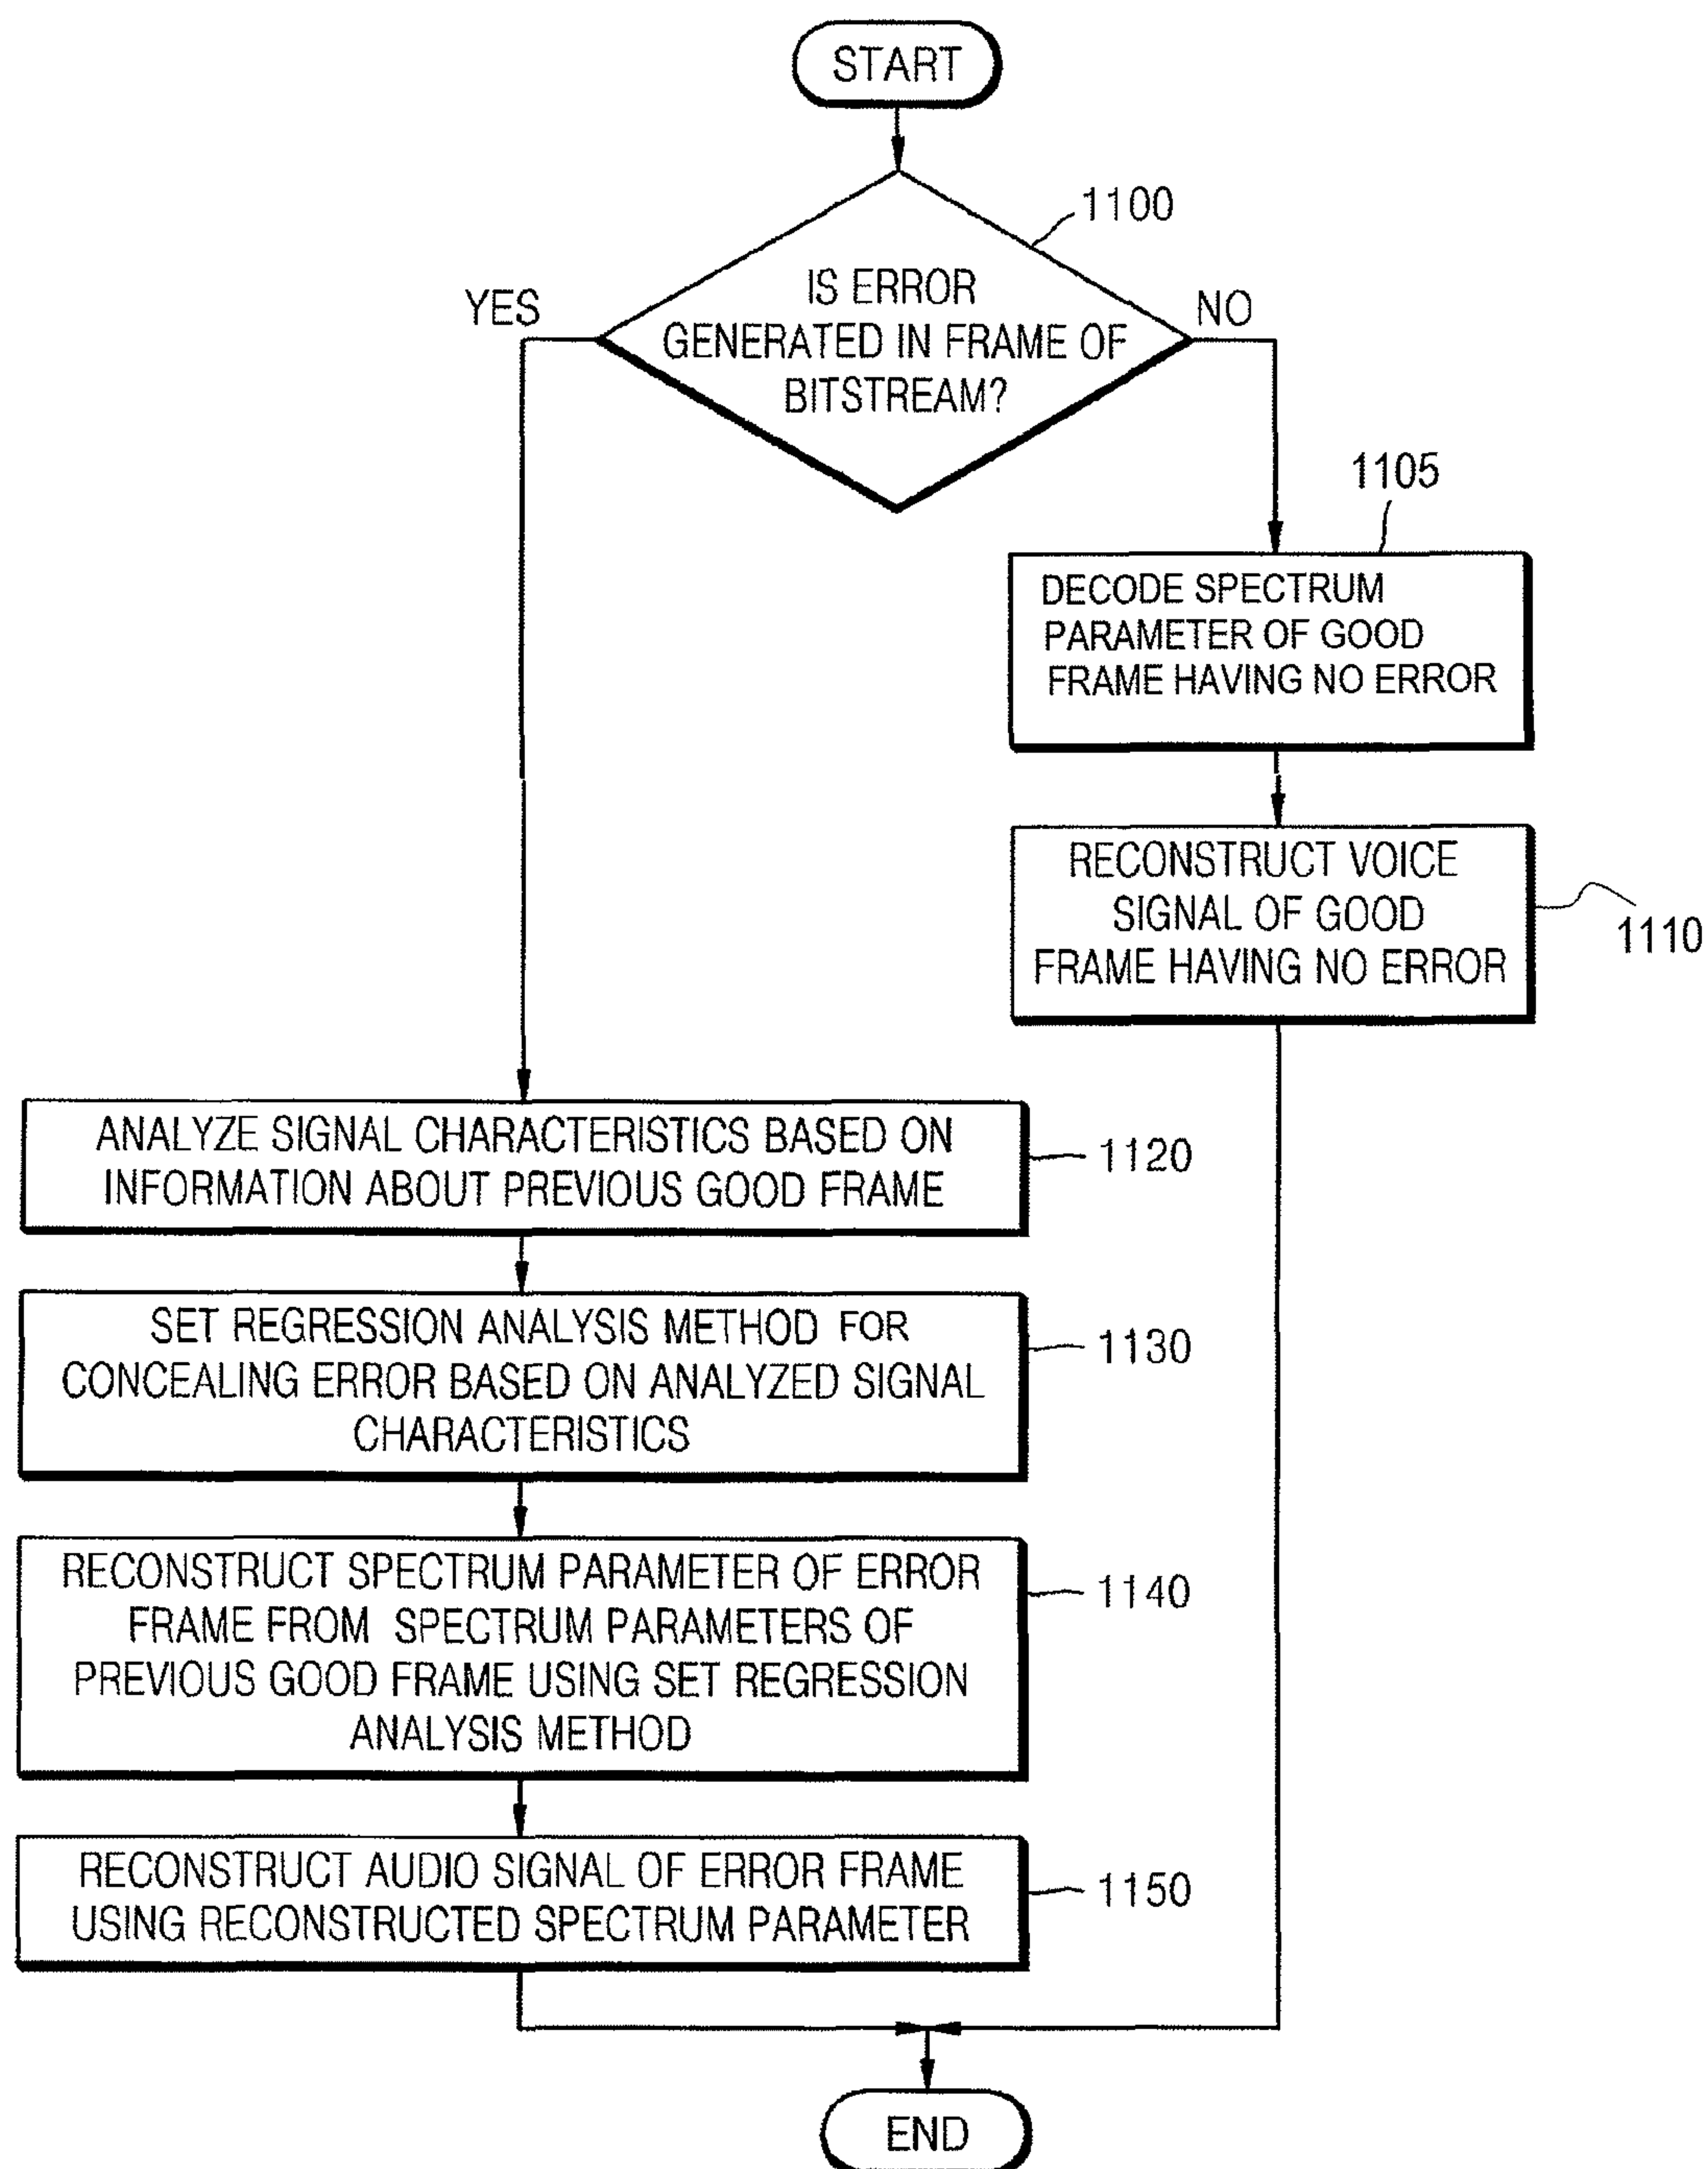 START
1100
IS ERROR
GENERATED IN FRAME OF
BITSTREAM?
YES
NO
1105
DECODE SPECTRUM
PARAMETER OF GOOD
FRAME HAVING NO ERROR
RECONSTRUCT VOICE
SIGNAL OF GOOD
FRAME HAVING NO ERROR
1110
ANALYZE SIGNAL CHARACTERISTICS BASED ON
INFORMATION ABOUT PREVIOUS GOOD FRAME
1120
SET REGRESSION ANALYSIS METHOD FOR
CONCEALING ERROR BASED ON ANALYZED SIGNAL
CHARACTERISTICS
1130
RECONSTRUCT SPECTRUM PARAMETER OF ERROR
FRAME FROM SPECTRUM PARAMETERS OF
PREVIOUS GOOD FRAME USING SET REGRESSION
ANALYSIS METHOD
1140
RECONSTRUCT AUDIO SIGNAL OF ERROR FRAME
USING RECONSTRUCTED SPECTRUM PARAMETER
1150
END